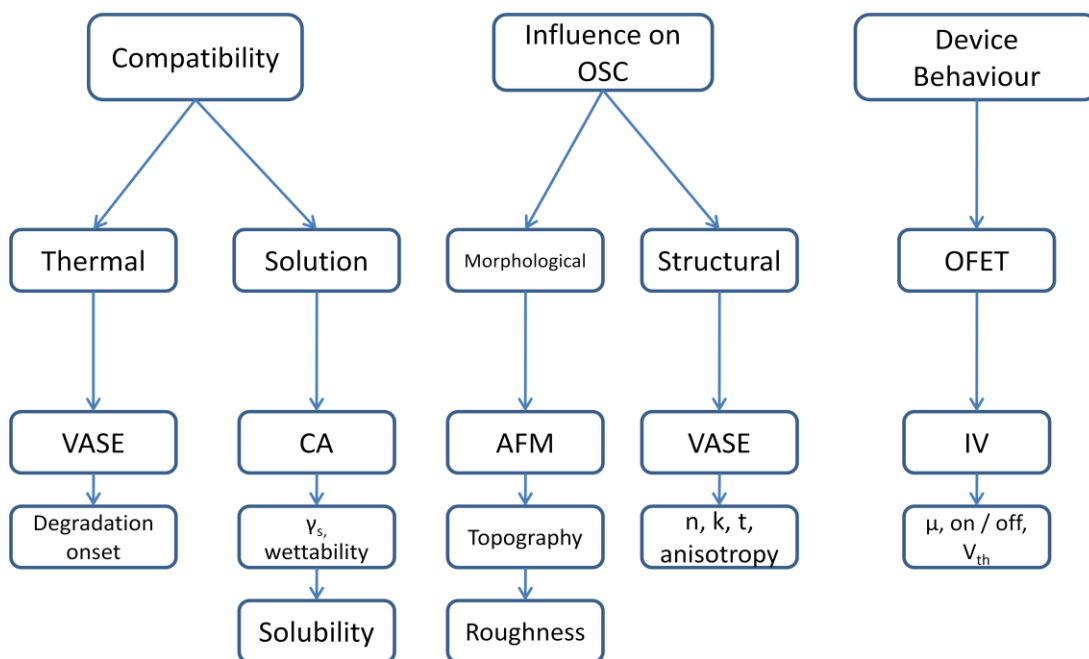 Compatibility
Influence on
OSC
Device
Behaviour
Thermal
Solution
Morphological
Structural
OFET
VASE
CA
AFM
VASE
IV
Degradation
onset
γs,
wettability
Topography
n, k, t,
anisotropy
μ, on / off,
Vth
Solubility
Roughness